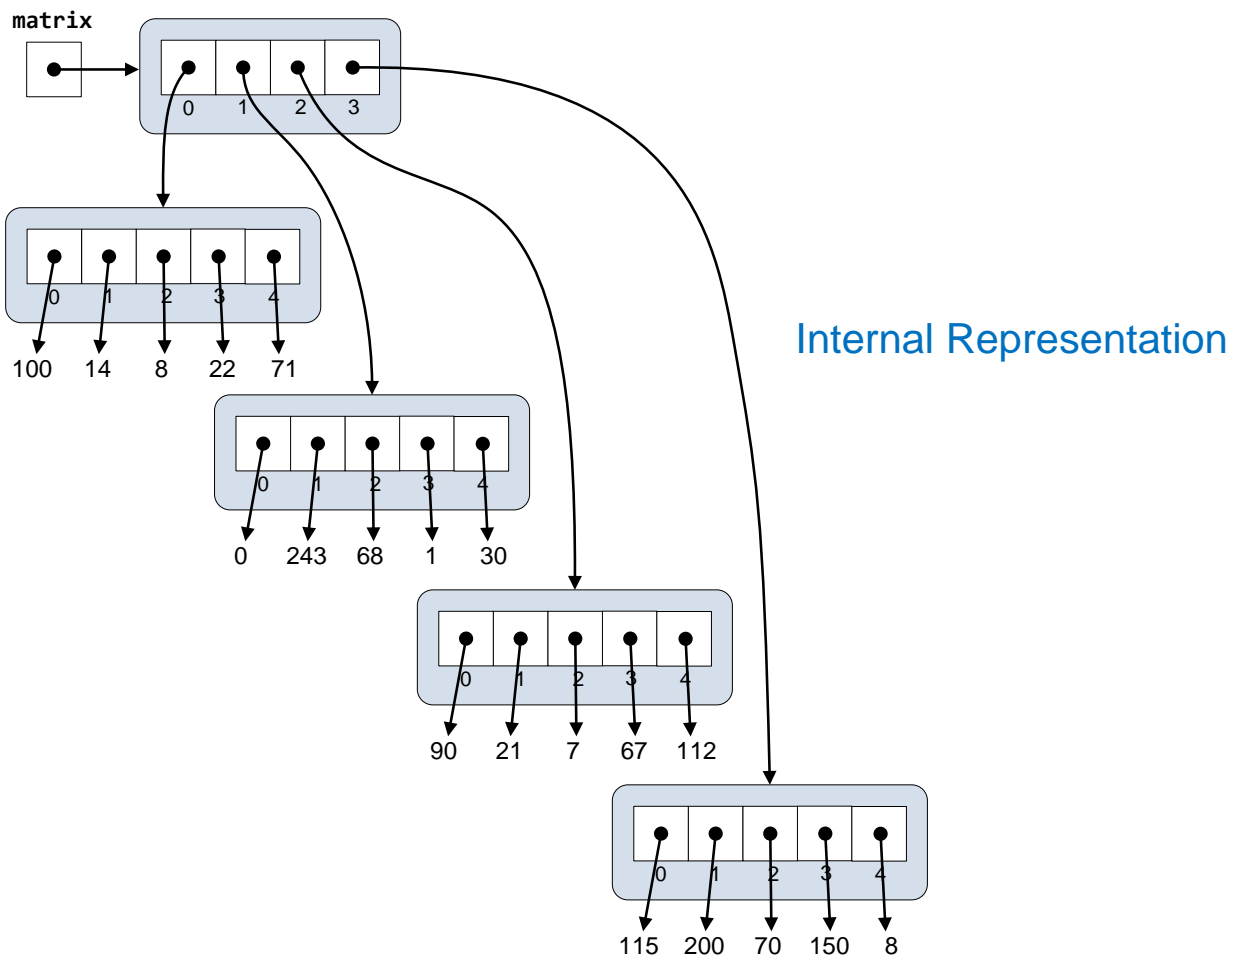 matrix
0 1 2 3
0 1 2 3 4
100 14 8 22 71
Internal Representation
0 1 2 3 4
0 243 68 1 30
0 1 2 3 4
90 21 7 67 112
0 1 2 3 4
115 200 70 150 8